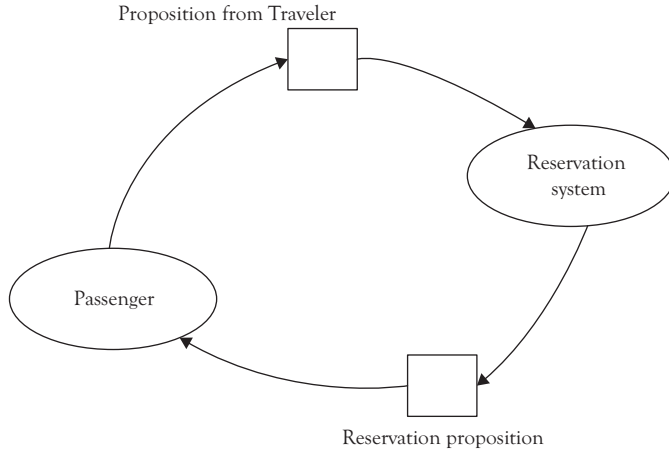 Proposition from Traveler
Reservation
system
Passenger
Reservation proposition